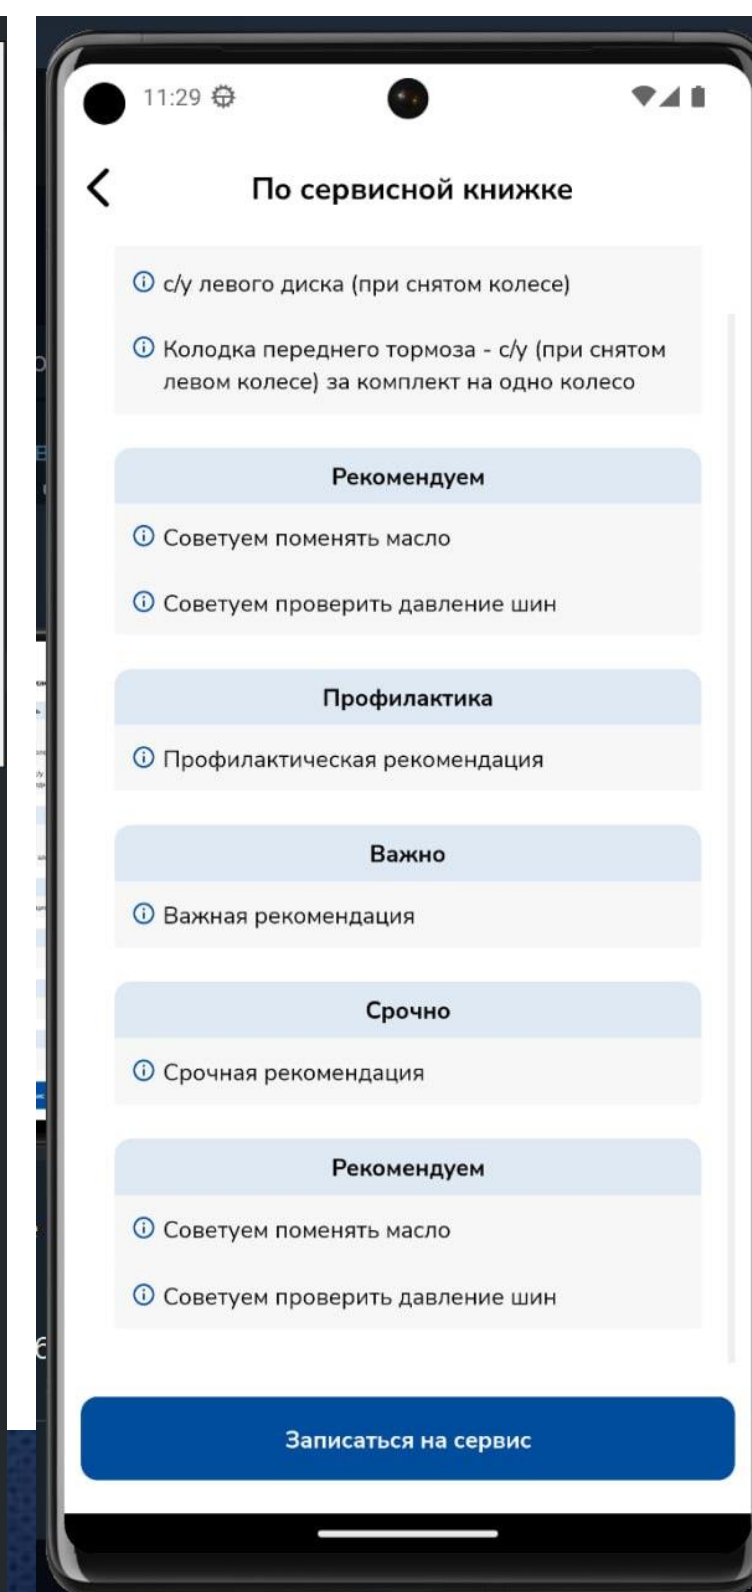 11:29
По сервисной книжке
с/у левого диска (при снятом колесе)
Колодка переднего тормоза - с/у (при снятом
левом колесе) за комплект на одно колесо
Рекомендуем
Советуем поменять масло
Советуем проверить давление шин
Профилактика
Профилактическая рекомендация
Важно
Важная рекомендация
Срочно
Срочная рекомендация
Рекомендуем
Советуем поменять масло
Советуем проверить давление шин
Записаться на сервис